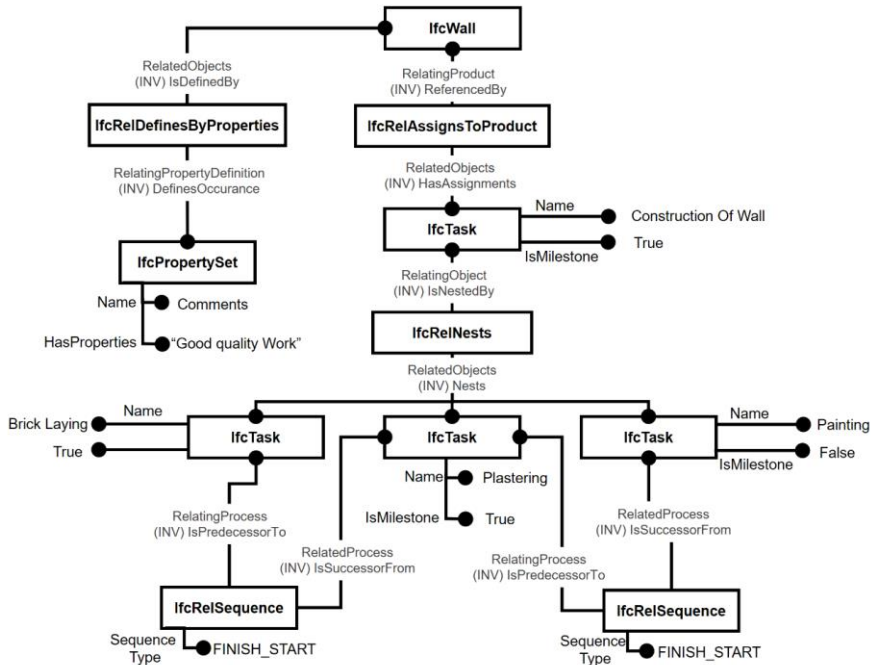 IfcWall
RelatedObjects
(INV) IsDefinedBy
RelatingProduct
(INV) ReferencedBy
IfcRelDefinesByProperties
IfcRelAssignsToProduct
RelatingPropertyDefinition
(INV) DefinesOccurance
RelatedObjects
(INV) HasAssignments
Name
Construction Of Wall
IfcTask
True
IsMilestone
IfcPropertySet
Name
Comments
HasProperties
“Good quality Work”
RelatingObject
(INV) IsNestedBy
IfcRelNests
RelatedObjects
(INV) Nests
Name
Brick Laying
IfcTask
True
IfcTask
Name
Plastering
IsMilestone
True
Name
Painting
IfcTask
False
IsMilestone
RelatingProcess
(INV) IsPredecessorTo
RelatedProcess
(INV) IsSuccessorFrom
RelatingProcess
(INV) IsPredecessorTo
RelatedProcess
(INV) IsSuccessorFrom
IfcRelSequence
Sequence
Type
FINISH_START
IfcRelSequence
Sequence
Type
FINISH_START